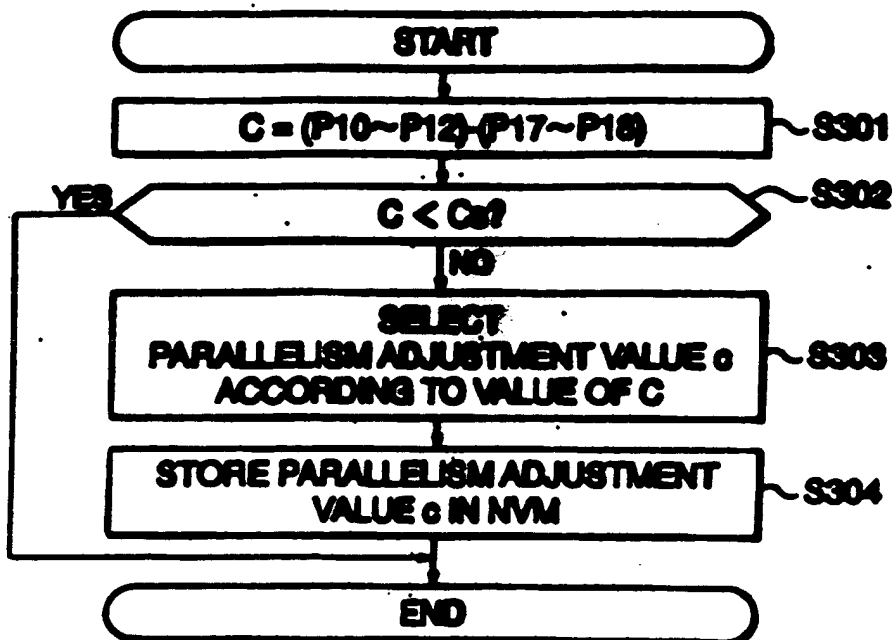 START
C = (P10~P12)-(P17~P18)
S301
C < Ca?
S302
YES
NO
SELECT
PARALLELISM ADJUSTMENT VALUE c
ACCORDING TO VALUE OF C
S303
STORE PARALLELISM ADJUSTMENT
VALUE c IN NVM
S304
END